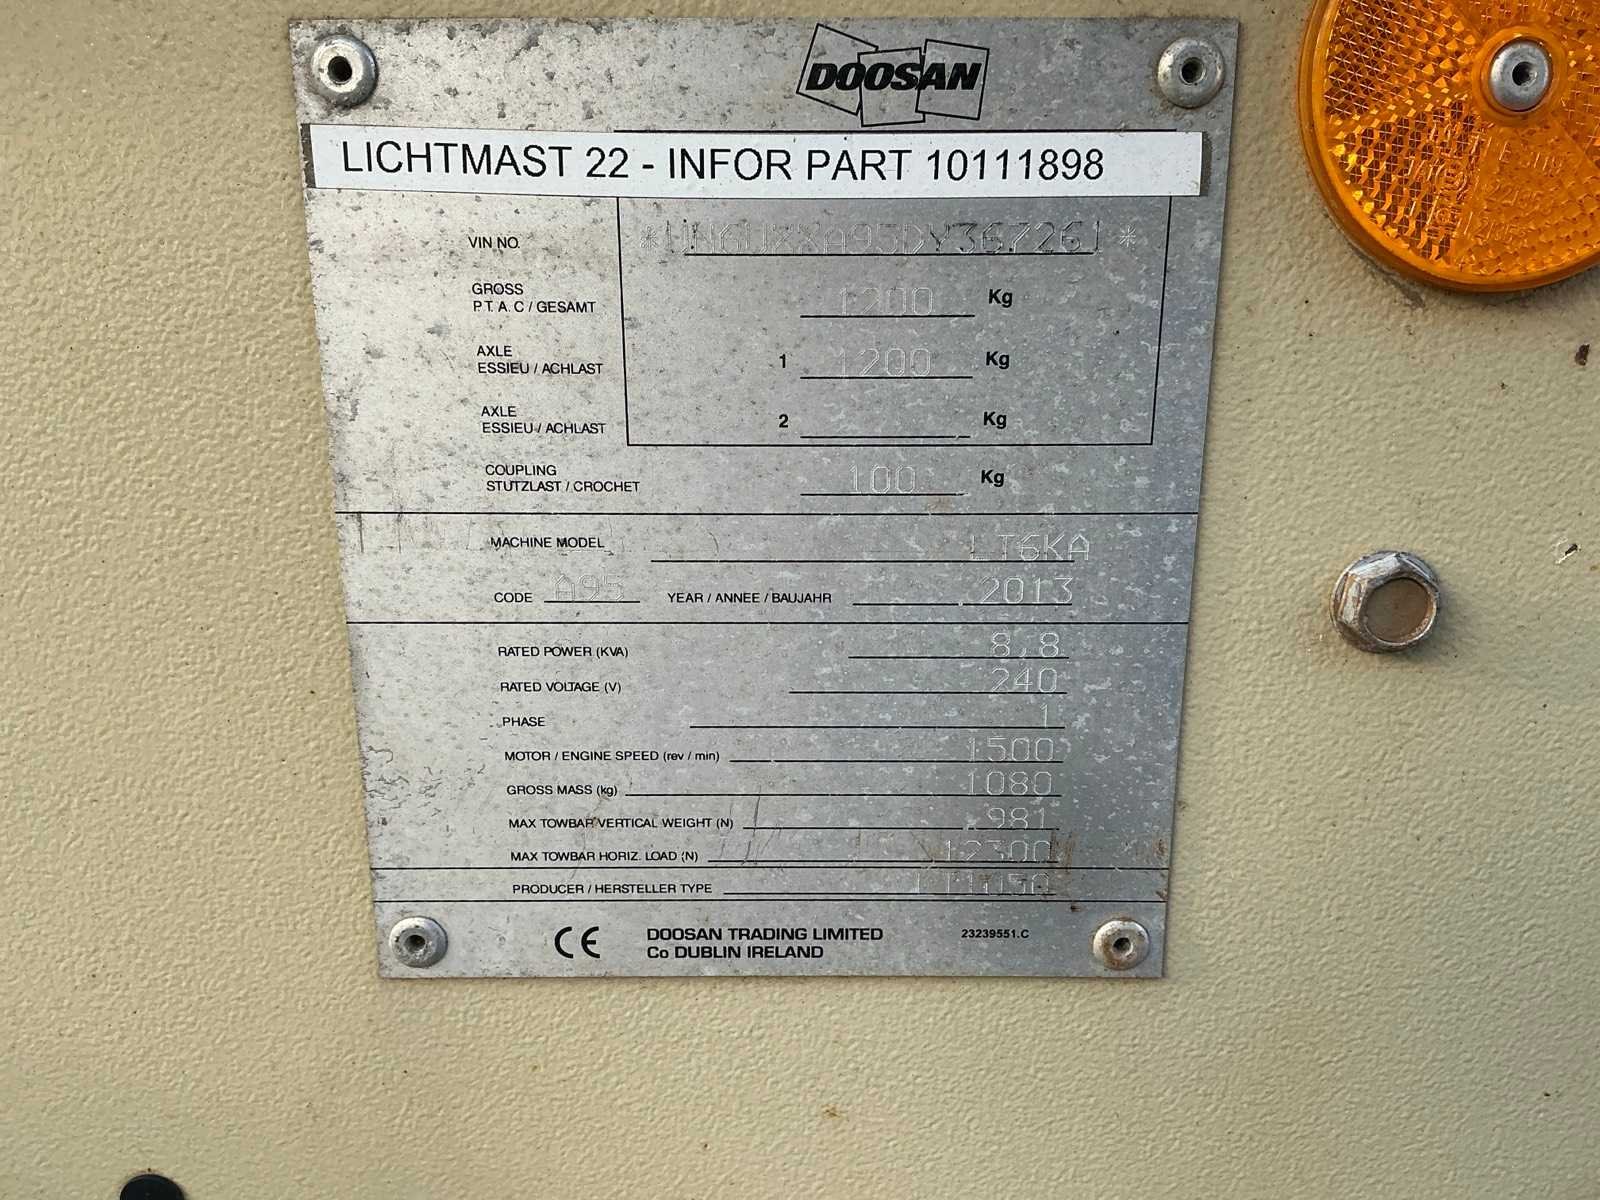 DOOSAN
LICHTMAST 22 - INFOR PART 10111898
VIN NO.
GROSS
P.T. A. C / GESAMT 1200 Kg
AXLE
ESSIEU / ACHLAST 1 1200 Kg
AXLE
ESSIEU / ACHLAST 2 Kg
COUPLING
STUTZLAST / CROCHET 100 Kg
MACHINE MODEL LT6KA
CODE A95 YEAR / ANNEE / BAUJAHR 2013
RATED POWER (KVA) 8,8
RATED VOLTAGE (V) 240
PHASE 1
MOTOR / ENGINE SPEED (rev / min) 1500
GROSS MASS (kg) 1080
MAX TOWBAR VERTICAL WEIGHT (N) 981
MAX TOWBAR HORIZ. LOAD (N) 12300
PRODUCER / HERSTELLER TYPE
CE DOOSAN TRADING LIMITED 23239551.C
Co DUBLIN IRELAND